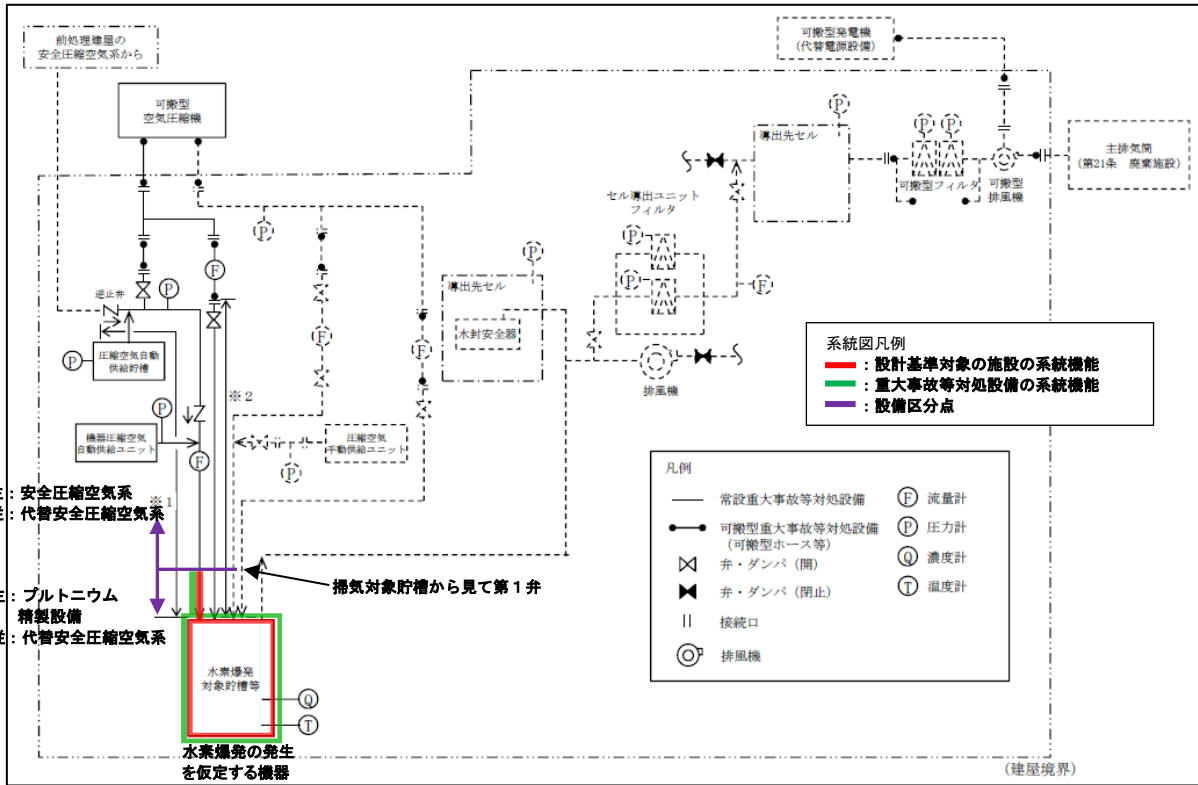 前処理建屋の
安全圧縮空気系から
可搬型発電機
(代替電源設備)
可搬型
空気圧縮機
P
導出先セル
P
P
主排気筒
(第21条 廃棄施設)
可搬型フィルタ
可搬型
排風機
セル導出ユニット
フィルタ
P
P
P
F
P
導出先セル
水封安全器
排風機
F
逆止弁
P
P
圧縮空気自動
供給貯槽
F
F
※2
P
機器圧縮空気
自動供給ユニット
F
圧縮空気
手動供給ユニット
P
系統図凡例
:設計基準対象の施設の系統機能
:重大事故等対処設備の系統機能
:設備区分点
凡例
常設重大事故等対処設備
可搬型重大事故等対処設備
(可搬型ホース等)
弁・ダンパ(開)
弁・ダンパ(閉止)
接続口
排風機
F 流量計
P 圧力計
Q 濃度計
T 温度計
:安全圧縮空気系
※1
:代替安全圧縮空気系
掃気対象貯槽から見て第1弁
:プルトニウム
精製設備
:代替安全圧縮空気系
水素爆発
対象貯槽等
Q
T
水素爆発の発生
を仮定する機器
(建屋境界)